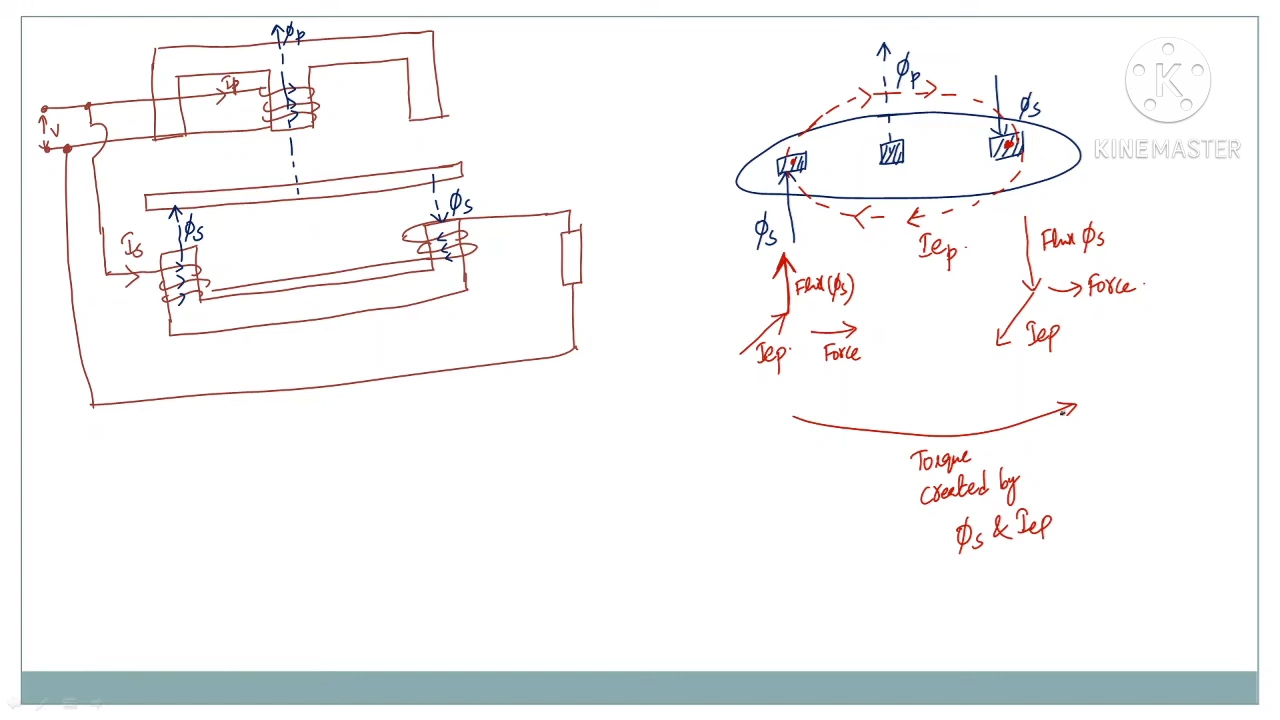 ϕp
Ip
V
ϕs
ϕs
Is
ϕp
ϕs
ϕs
Iep.
Flux(ϕs)
Iep.
Force
Flux ϕs
Force.
Iep
Torque
created by
ϕs & Iep
K
KINEMASTER